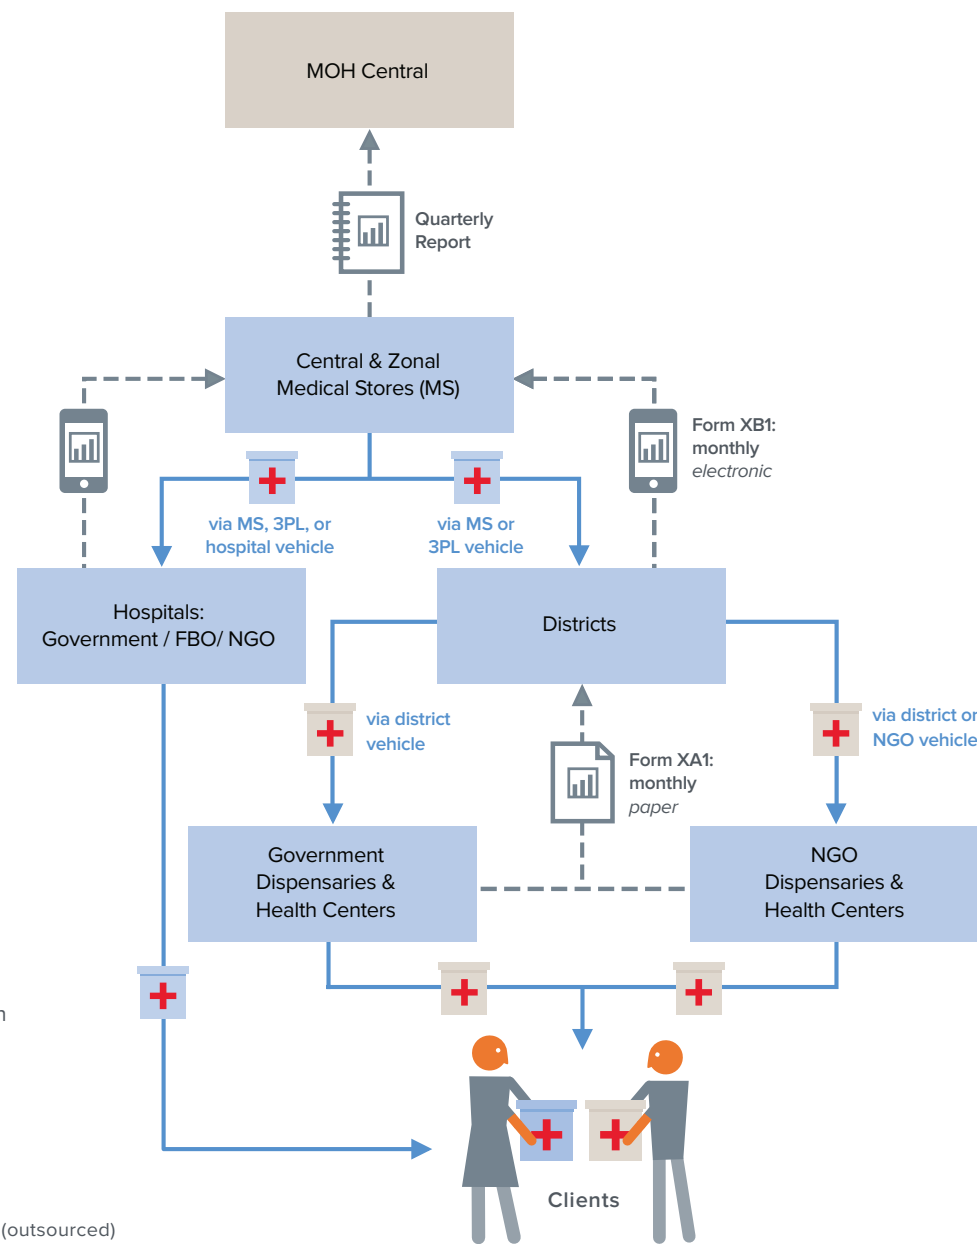 MOH Central
Quarterly
Report
Central & Zonal
Medical Stores (MS)
Form XB1:
monthly
electronic
via MS, 3PL, or
hospital vehicle
via MS or
3PL vehicle
Hospitals:
Government / FBO/ NGO
Districts
via district
vehicle
via district or
NGO vehicle
Form XA1:
monthly
paper
Government
Dispensaries &
Health Centers
NGO
Dispensaries &
Health Centers
Clients
(outsourced)